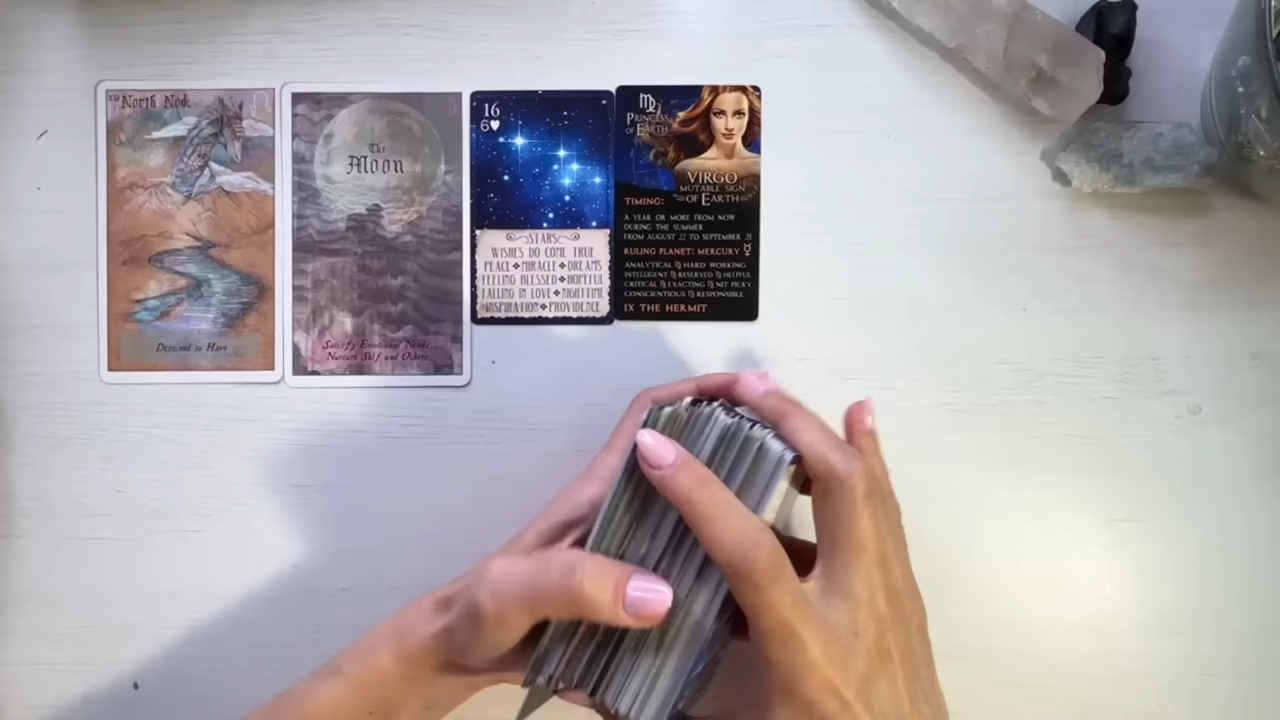 The North Node
Descend to Hart
The
Moon
Satisfy Emotional Needs,
Nurture Self and Others
16
6♥
STARS
WISHES DO COME TRUE
PEACE❖MIRACLE❖DREAMS
FEELING BLESSED❖HOPEFUL
FALLING IN LOVE❖NIGHTTIME
INSPIRATION❖PROVIDENCE
♍
PRINCESS
OF EARTH
VIRGO
MUTABLE SIGN
OF EARTH
TIMING:
A YEAR OR MORE FROM NOW
DURING THE SUMMER
FROM AUGUST 22 TO SEPTEMBER 21
RULING PLANET: MERCURY ☿
ANALYTICAL ♍ HARD WORKING
INTELLIGENT ♍ RESERVED ♍ HELPFUL
CRITICAL ♍ EXACTING ♍ NIT PICKY
CONSCIENTIOUS ♍ RESPONSIBLE
IX THE HERMIT